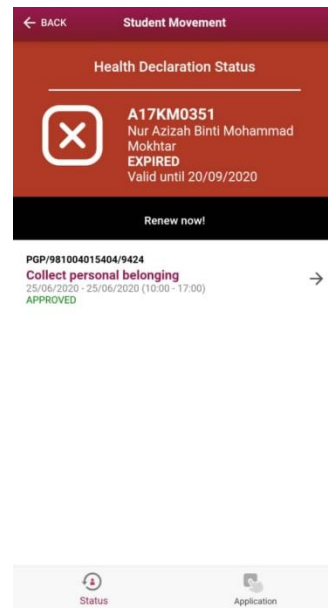 ← BACK Student Movement
Health Declaration Status
A17KM0351
Nur Azizah Binti Mohammad
Mokhtar
EXPIRED
Valid until 20/09/2020
Renew now!
PGP/981004015404/9424
Collect personal belonging
25/06/2020 - 25/06/2020 (10:00 - 17:00)
APPROVED
Status Application